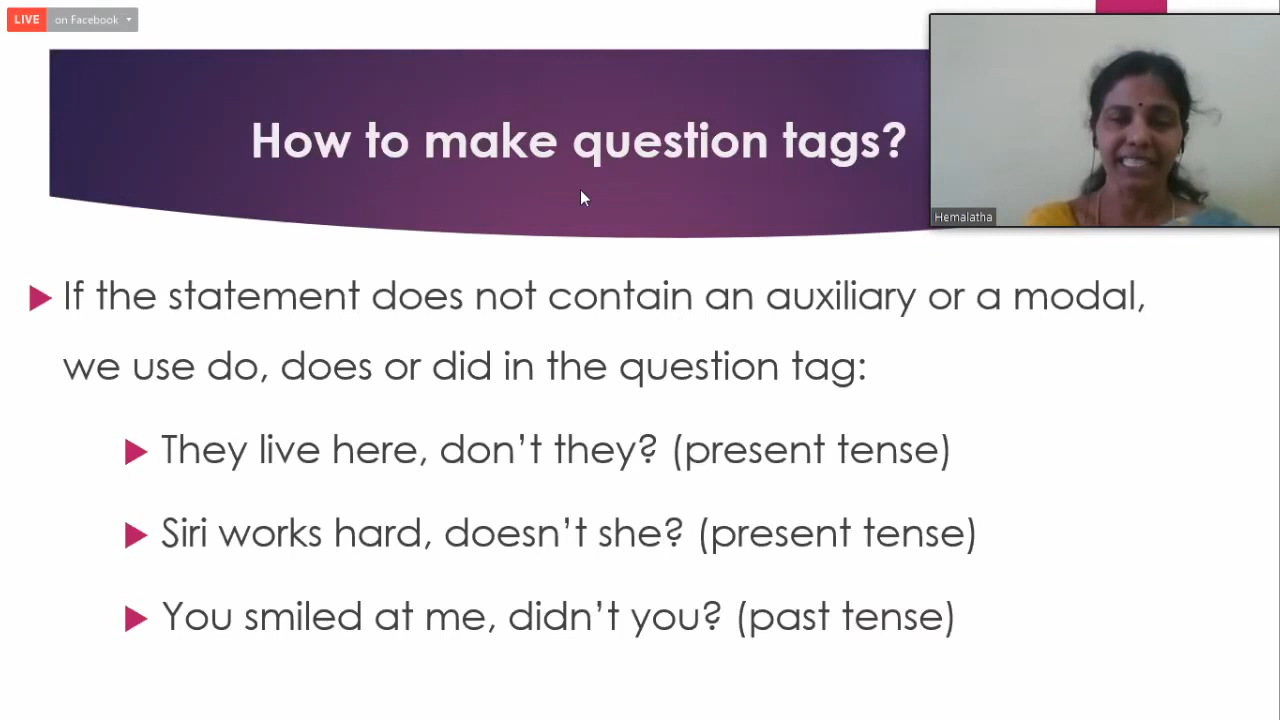 LIVE on Facebook
How to make question tags?
Hemalatha
If the statement does not contain an auxiliary or a modal,
we use do, does or did in the question tag:
They live here, don’t they? (present tense)
Siri works hard, doesn’t she? (present tense)
You smiled at me, didn’t you? (past tense)